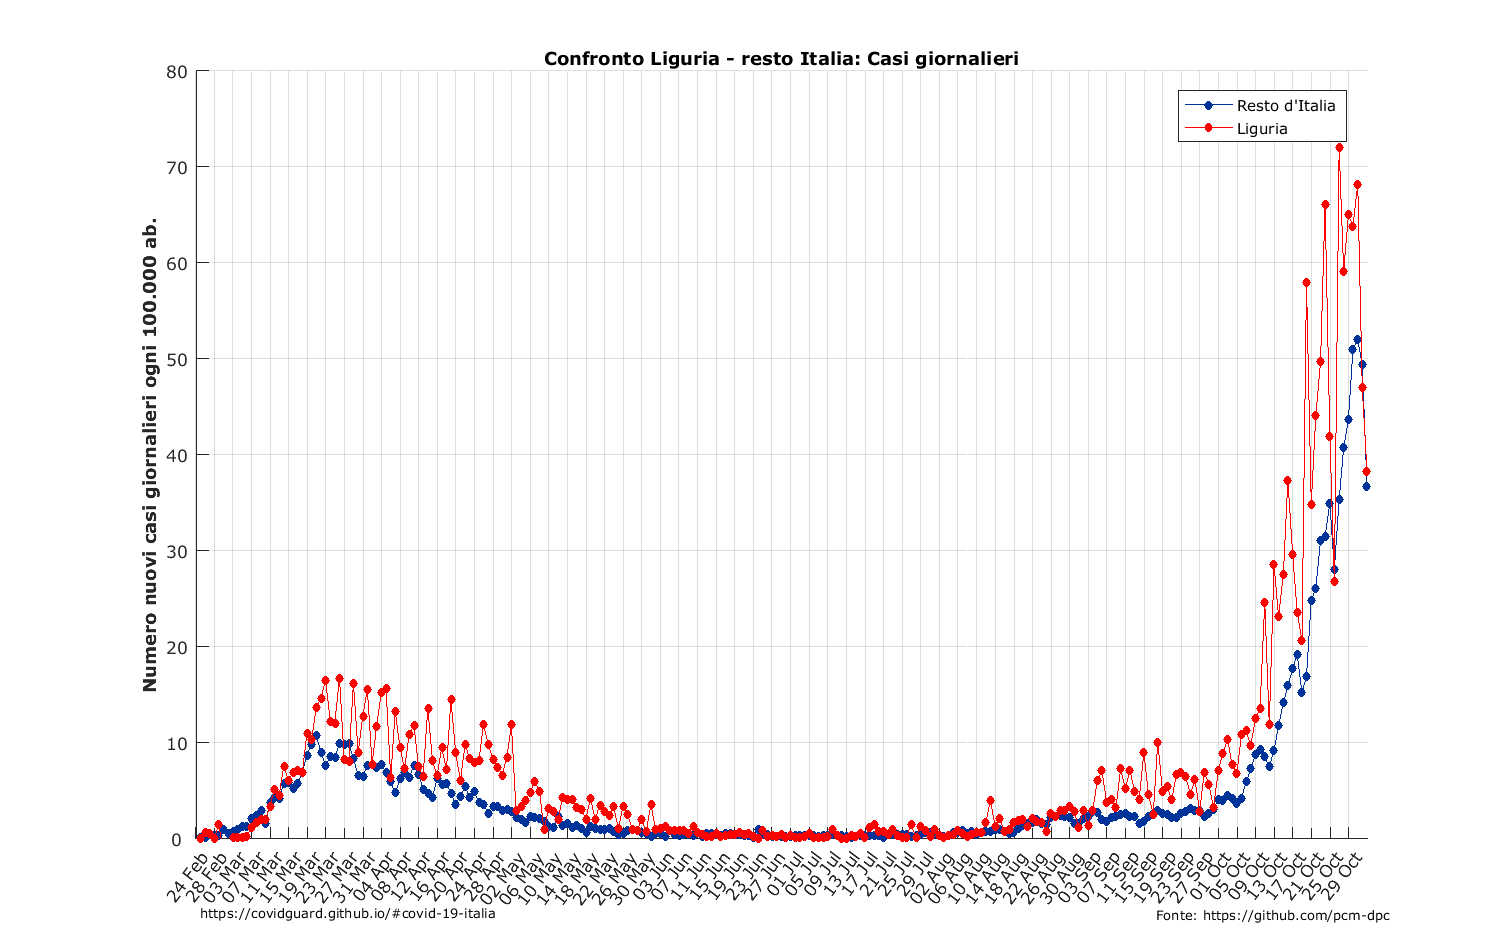 Confronto Liguria - resto Italia: Casi giornalieri
Resto d'Italia
Liguria
Numero nuovi casi giornalieri ogni 100.000 ab.
80
70
60
50
40
30
20
10
0
24 Feb
28 Feb
03 Mar
07 Mar
11 Mar
15 Mar
19 Mar
23 Mar
27 Mar
31 Mar
04 Apr
08 Apr
12 Apr
16 Apr
20 Apr
24 Apr
28 Apr
02 May
06 May
10 May
14 May
18 May
22 May
26 May
30 May
03 Jun
07 Jun
11 Jun
15 Jun
19 Jun
23 Jun
27 Jun
01 Jul
05 Jul
09 Jul
13 Jul
17 Jul
21 Jul
25 Jul
29 Jul
02 Aug
06 Aug
10 Aug
14 Aug
18 Aug
22 Aug
26 Aug
30 Aug
03 Sep
07 Sep
11 Sep
15 Sep
19 Sep
23 Sep
27 Sep
01 Oct
05 Oct
09 Oct
13 Oct
17 Oct
21 Oct
25 Oct
29 Oct
https://covidguard.github.io/#covid-19-italia
Fonte: https://github.com/pcm-dpc